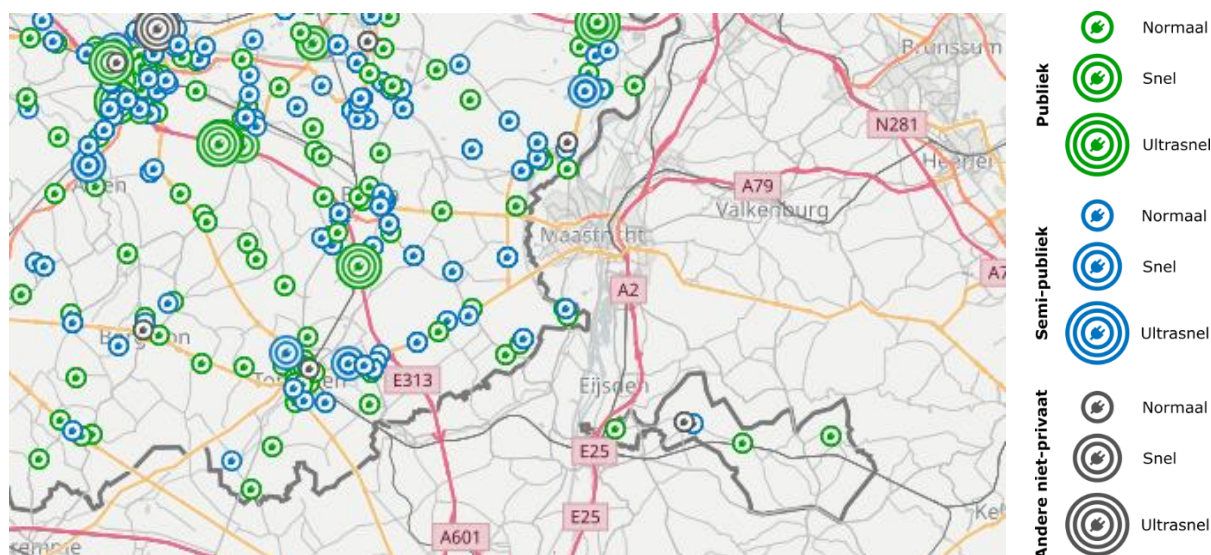 Brunssum
N281
Heerlen
A79
Valkenburg
Maastricht
A2
E313
Eijsden
E25
E25
A601
Publiek
Normaal
Snel
Ultrasnel
Semi-publiek
Normaal
Snel
Ultrasnel
Andere niet-privaat
Normaal
Snel
Ultrasnel